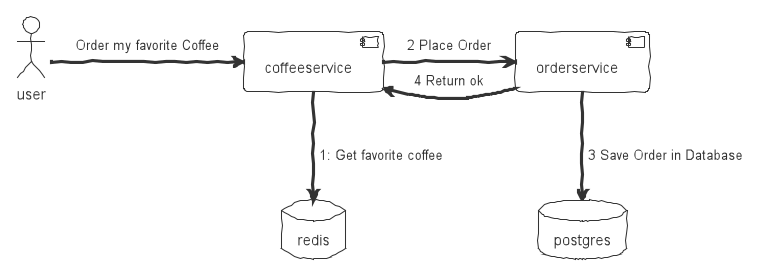 Order my favorite Coffee
2 Place Order
coffeeservice
orderservice
4 Return ok
user
1: Get favorite coffee
3 Save Order in Database
redis
postgres